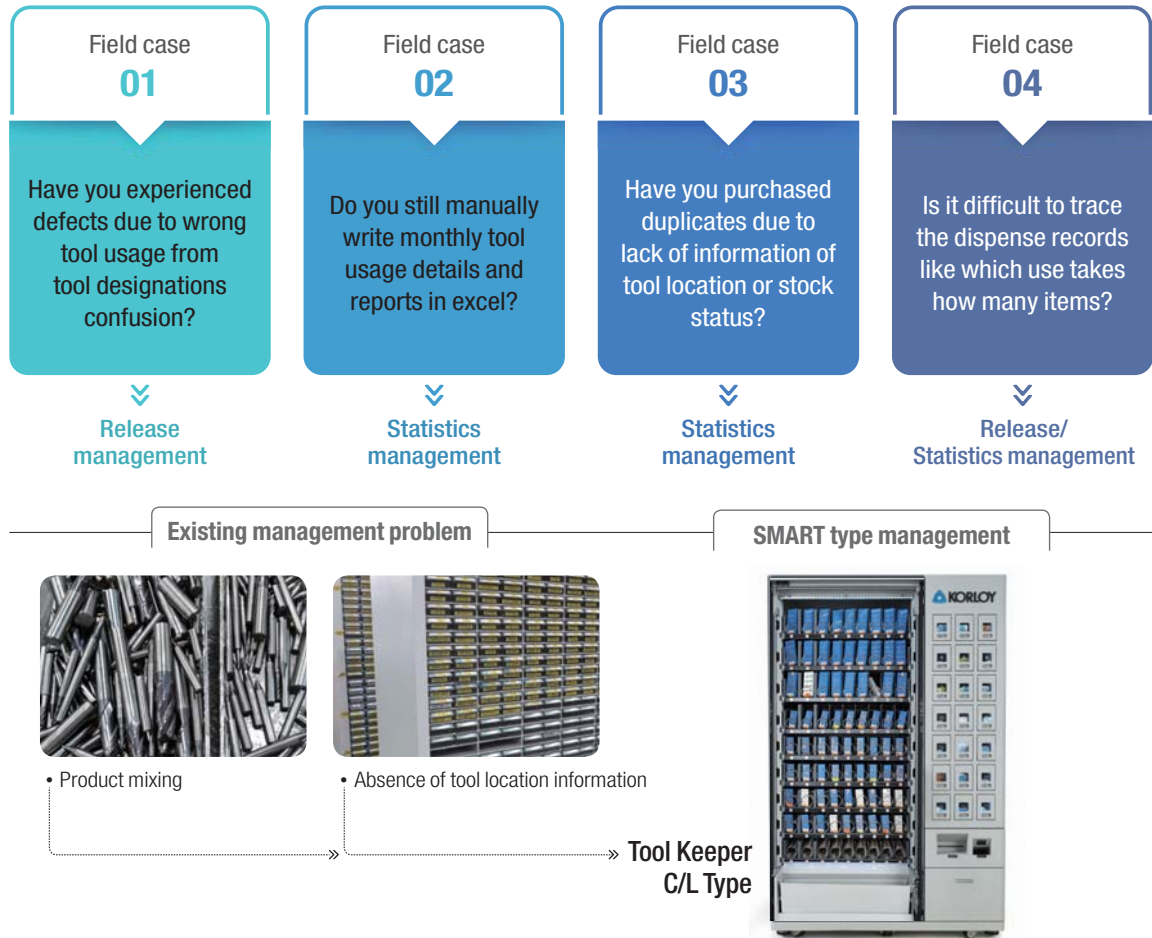 Field case
01
Have you experienced
defects due to wrong
tool usage from
tool designations
confusion?
Release
management
Field case
02
Do you still manually
write monthly tool
usage details and
reports in excel?
Statistics
management
Field case
03
Have you purchased
duplicates due to
lack of information of
tool location or stock
status?
Statistics
management
Field case
04
Is it difficult to trace
the dispense records
like which use takes
how many items?
Release/
Statistics management
Existing management problem
• Product mixing
• Absence of tool location information
SMART type management
KORLOY
Tool Keeper
C/L Type